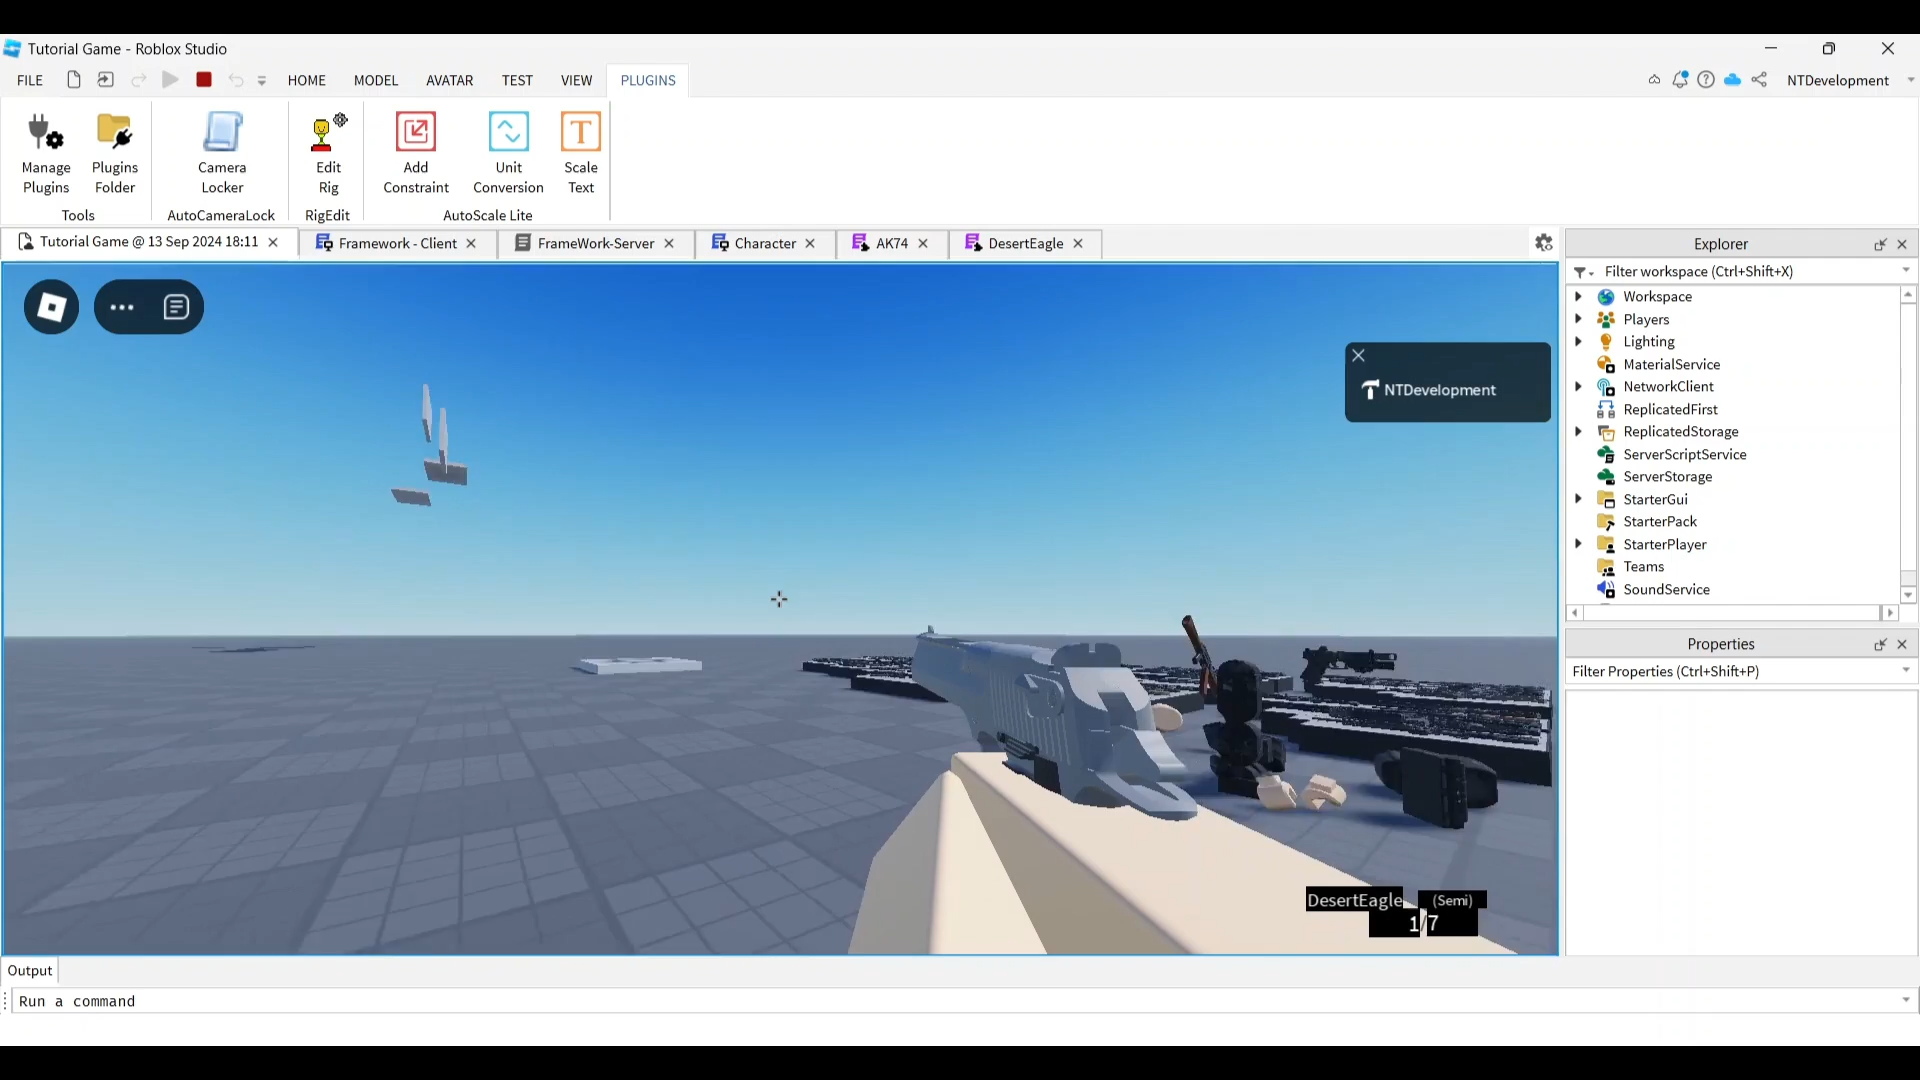 Tutorial Game - Roblox Studio
FILE HOME MODEL AVATAR TEST VIEW PLUGINS NTDevelopment
Manage Plugins
Plugins Folder
Tools
Camera Locker
AutoCameraLock
Edit Rig
RigEdit
Add Constraint
Unit Conversion
Scale Text
AutoScale Lite
Tutorial Game @ 13 Sep 2024 18:11 Framework - Client FrameWork-Server Character AK74 DesertEagle
NTDevelopment
DesertEagle (Semi)
1/7
Explorer
Filter workspace (Ctrl+Shift+X)
Workspace
Players
Lighting
MaterialService
NetworkClient
ReplicatedFirst
ReplicatedStorage
ServerScriptService
ServerStorage
StarterGui
StarterPack
StarterPlayer
Teams
SoundService
Properties
Filter Properties (Ctrl+Shift+P)
Output
Run a command